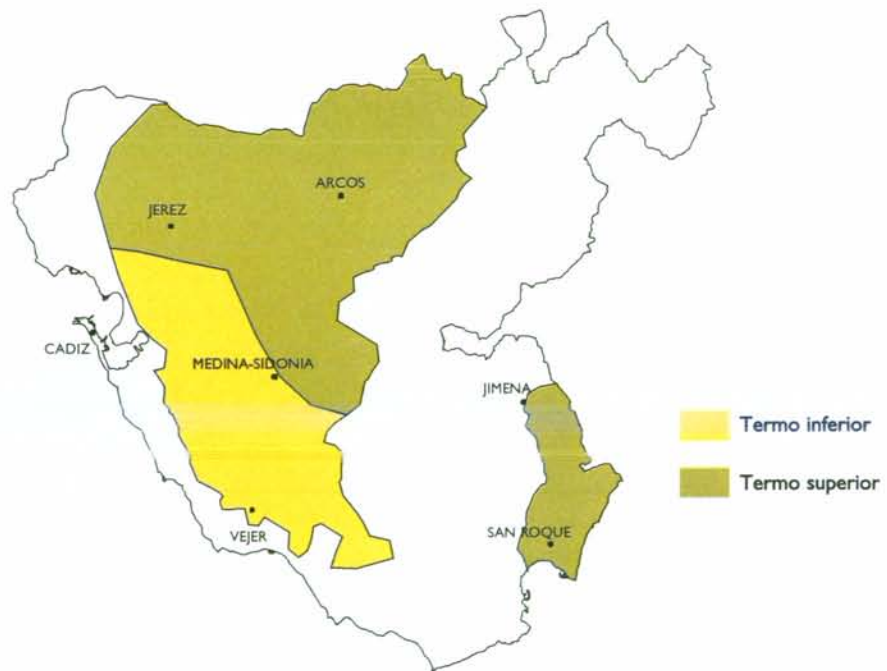 ARCOS
JEREZ
CADIZ
MEDINA-SIDONIA
JIMENA
Termo inferior
Termo superior
VEJER
SAN ROQUE